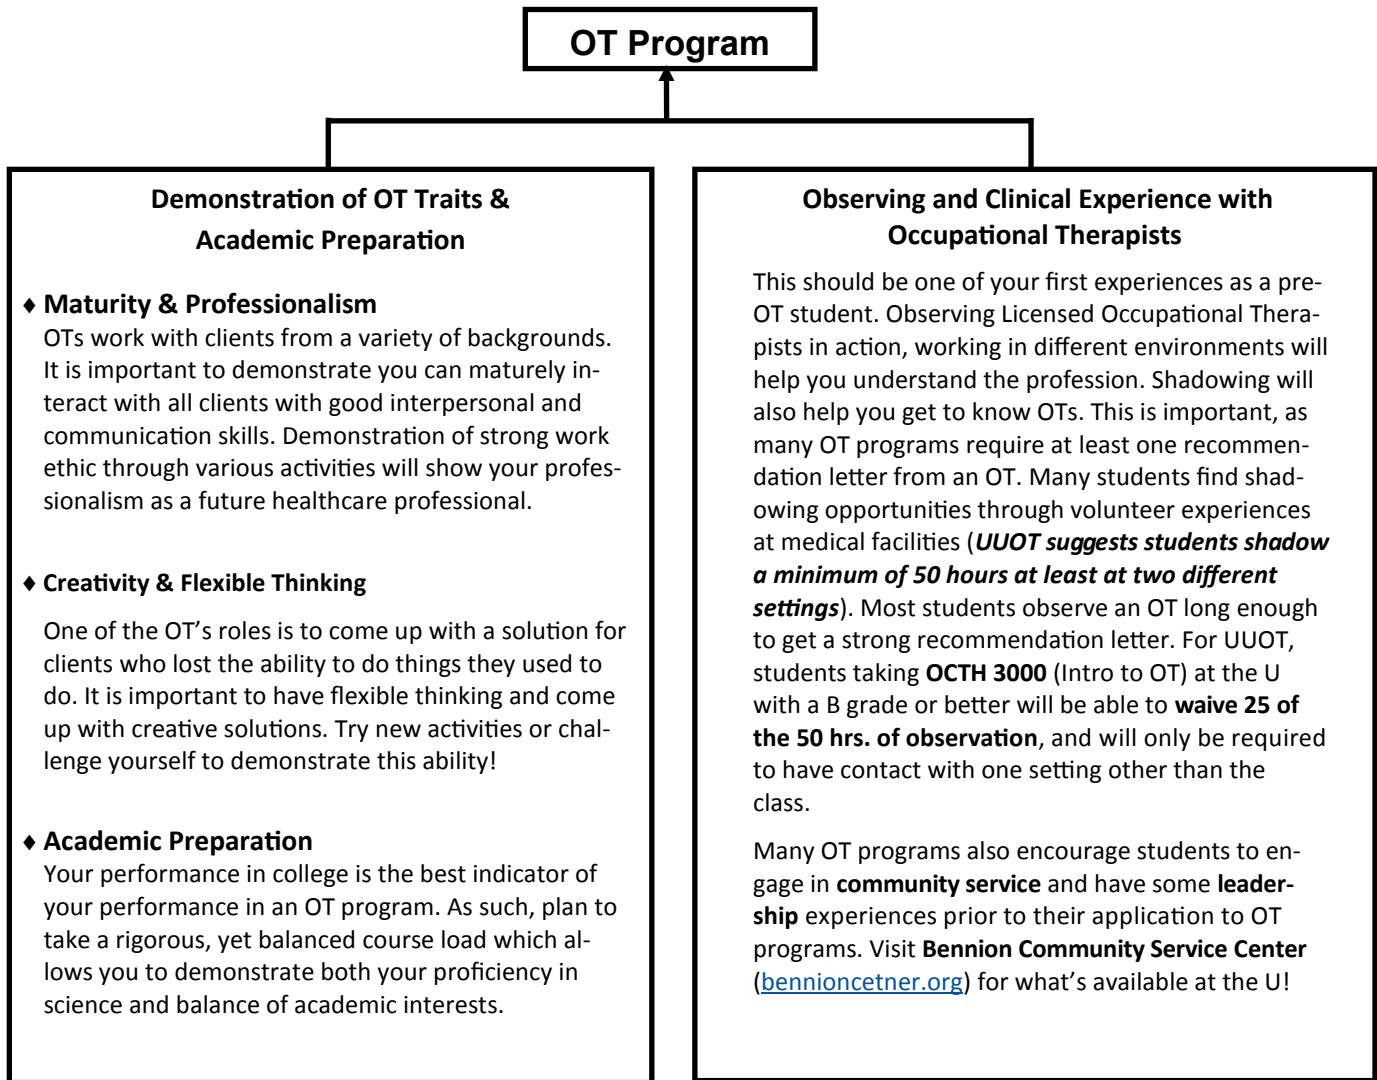 OT Program
Demonstration of OT Traits &
Academic Preparation
♦ Maturity & Professionalism
OTs work with clients from a variety of backgrounds.
It is important to demonstrate you can maturely in-
teract with all clients with good interpersonal and
communication skills. Demonstration of strong work
ethic through various activities will show your profes-
sionalism as a future healthcare professional.
♦ Creativity & Flexible Thinking
One of the OT’s roles is to come up with a solution for
clients who lost the ability to do things they used to
do. It is important to have flexible thinking and come
up with creative solutions. Try new activities or chal-
lenge yourself to demonstrate this ability!
♦ Academic Preparation
Your performance in college is the best indicator of
your performance in an OT program. As such, plan to
take a rigorous, yet balanced course load which al-
lows you to demonstrate both your proficiency in
science and balance of academic interests.
Observing and Clinical Experience with
Occupational Therapists
This should be one of your first experiences as a pre-
OT student. Observing Licensed Occupational Thera-
pists in action, working in different environments will
help you understand the profession. Shadowing will
also help you get to know OTs. This is important, as
many OT programs require at least one recommen-
dation letter from an OT. Many students find shad-
owing opportunities through volunteer experiences
at medical facilities (UUOT suggests students shadow
a minimum of 50 hours at least at two different
settings). Most students observe an OT long enough
to get a strong recommendation letter. For UUOT,
students taking OCTH 3000 (Intro to OT) at the U
with a B grade or better will be able to waive 25 of
the 50 hrs. of observation, and will only be required
to have contact with one setting other than the
class.
Many OT programs also encourage students to en-
gage in community service and have some leader-
ship experiences prior to their application to OT
programs. Visit Bennion Community Service Center
(bennioncetner.org) for what’s available at the U!